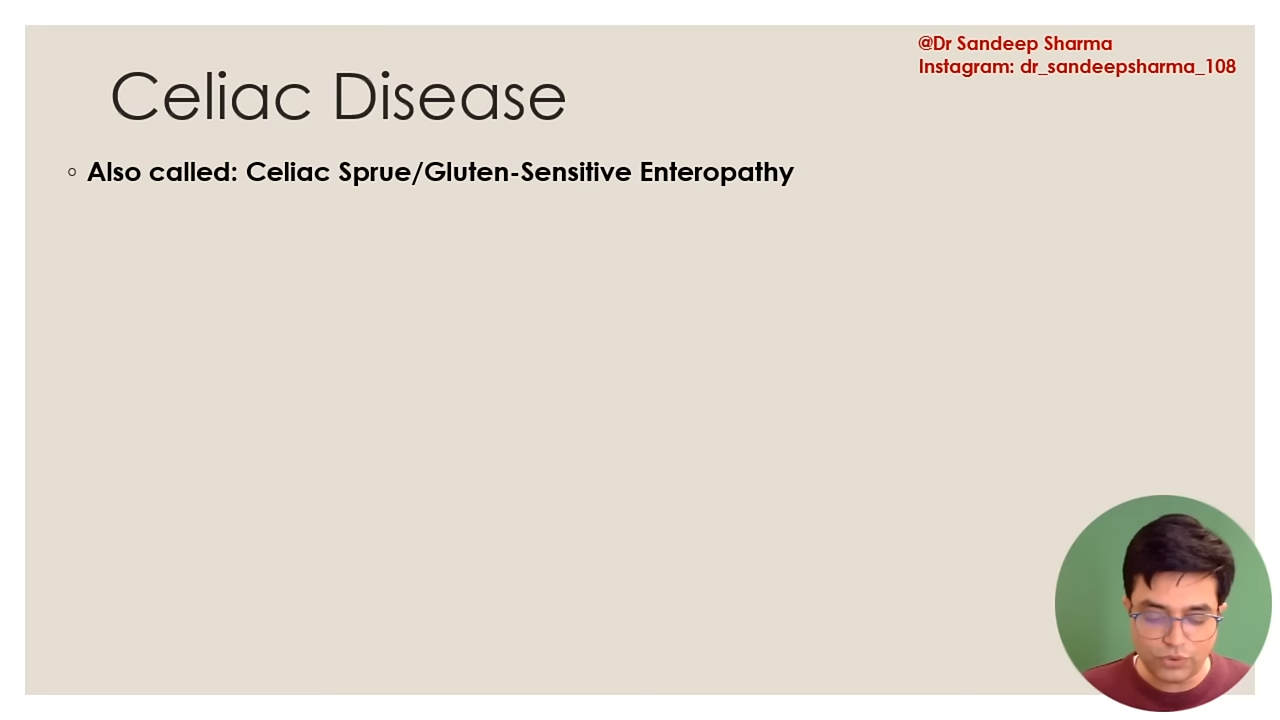 @Dr Sandeep Sharma
Instagram: dr_sandeepsharma_108
Celiac Disease
◦ Also called: Celiac Sprue/Gluten-Sensitive Enteropathy